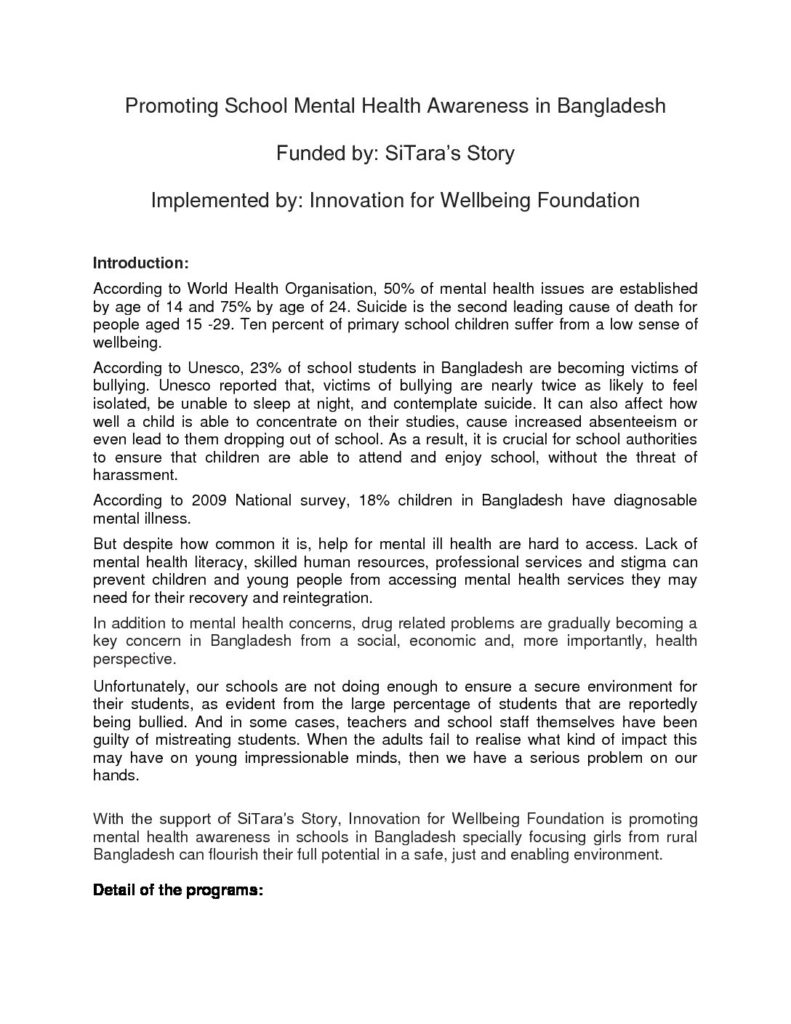 Promoting School Mental Health Awareness in Bangladesh
Funded by: SiTara's Story
Implemented by: Innovation for Wellbeing Foundation
Introduction:
According to World Health Organisation, 50% of mental health issues are established
by age of 14 and 75% by age of 24. Suicide is the second leading cause of death for
people aged 15 -29. Ten percent of primary school children suffer from a low sense of
wellbeing.
According to Unesco, 23% of school students in Bangladesh are becoming victims of
bullying. Unesco reported that, victims of bullying are nearly twice as likely to feel
isolated, be unable to sleep at night, and contemplate suicide. It can also affect how
well a child is able to concentrate on their studies, cause increased absenteeism or
even lead to them dropping out of school. As a result, it is crucial for school authorities
to ensure that children are able to attend and enjoy school, without the threat of
harassment.
According to 2009 National survey, 18% children in Bangladesh have diagnosable
mental illness.
But despite how common it is, help for mental ill health are hard to access. Lack of
mental health literacy, skilled human resources, professional services and stigma can
prevent children and young people from accessing mental health services they may
need for their recovery and reintegration.
In addition to mental health concerns, drug related problems are gradually becoming a
key concern in Bangladesh from a social, economic and, more importantly, health
perspective.
Unfortunately, our schools are not doing enough to ensure a secure environment for
their students, as evident from the large percentage of students that are reportedly
being bullied. And in some cases, teachers and school staff themselves have been
guilty of mistreating students. When the adults fail to realise what kind of impact this
may have on young impressionable minds, then we have a serious problem on our
hands.
With the support of SiTara's Story, Innovation for Wellbeing Foundation is promoting
mental health awareness in schools in Bangladesh specially focusing girls from rural
Bangladesh can flourish their full potential in a safe, just and enabling environment.
Detail of the programs: